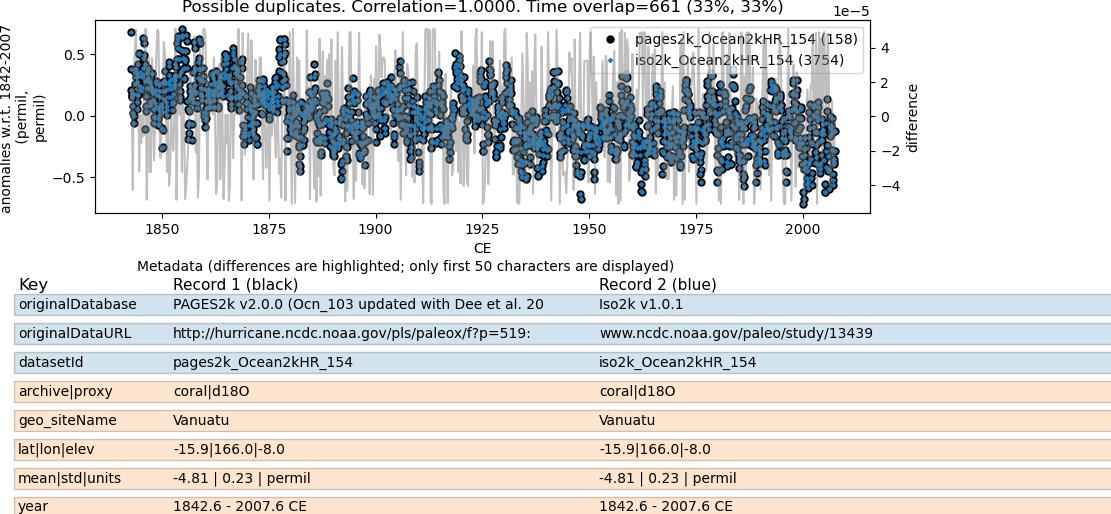 Possible duplicates. Correlation=1.0000. Time overlap=661 (33%, 33%)
1e−5
anomalies w.r.t. 1842-2007
(permil,
permil)
0.5
0.0
−0.5
pages2k_Ocean2kHR_154 (158)
iso2k_Ocean2kHR_154 (3754)
4
2
0
−2
−4
difference
1850 1875 1900 1925 1950 1975 2000
CE
Metadata (differences are highlighted; only first 50 characters are displayed)
Key Record 1 (black) Record 2 (blue)
originalDatabase PAGES2k v2.0.0 (Ocn_103 updated with Dee et al. 20 Iso2k v1.0.1
originalDataURL http://hurricane.ncdc.noaa.gov/pls/paleox/f?p=519: www.ncdc.noaa.gov/paleo/study/13439
datasetId pages2k_Ocean2kHR_154 iso2k_Ocean2kHR_154
archive|proxy coral|d18O coral|d18O
geo_siteName Vanuatu Vanuatu
lat|lon|elev -15.9|166.0|-8.0 -15.9|166.0|-8.0
mean|std|units -4.81 | 0.23 | permil -4.81 | 0.23 | permil
year 1842.6 - 2007.6 CE 1842.6 - 2007.6 CE